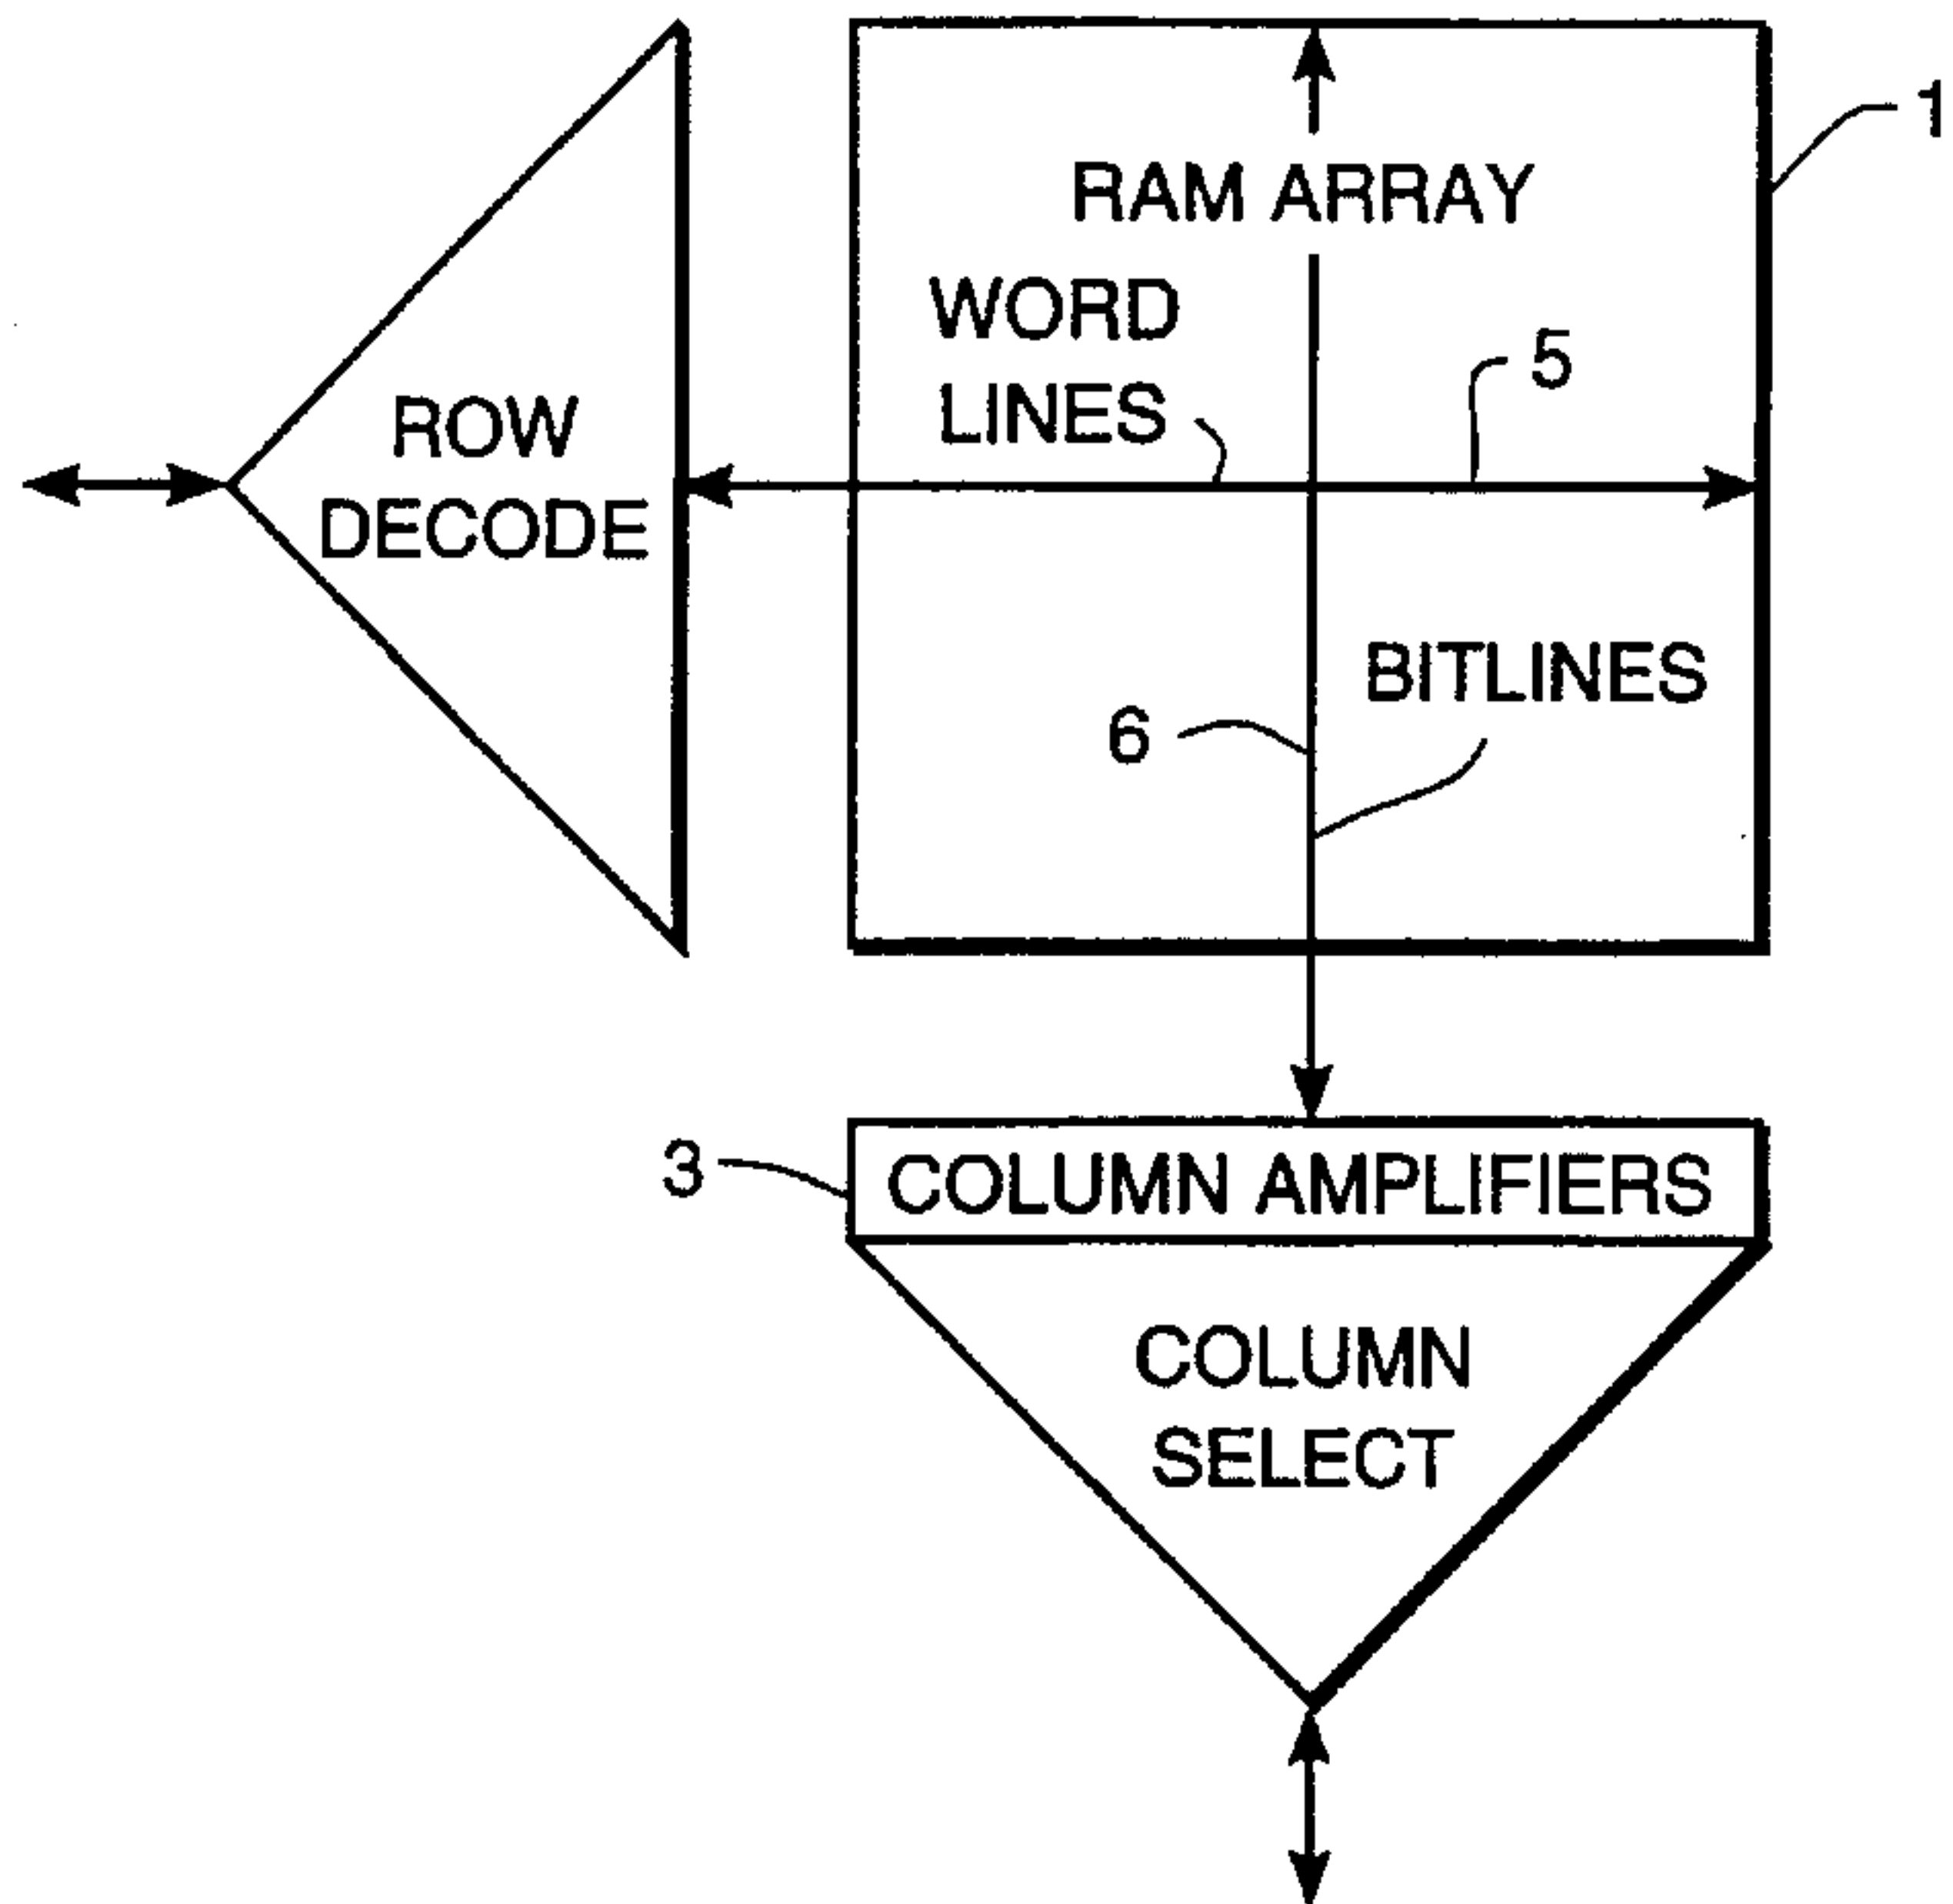 1
RAM ARRAY
WORD
LINES
5
ROW
DECODE
BITLINES
6
3
COLUMN AMPLIFIERS
COLUMN
SELECT